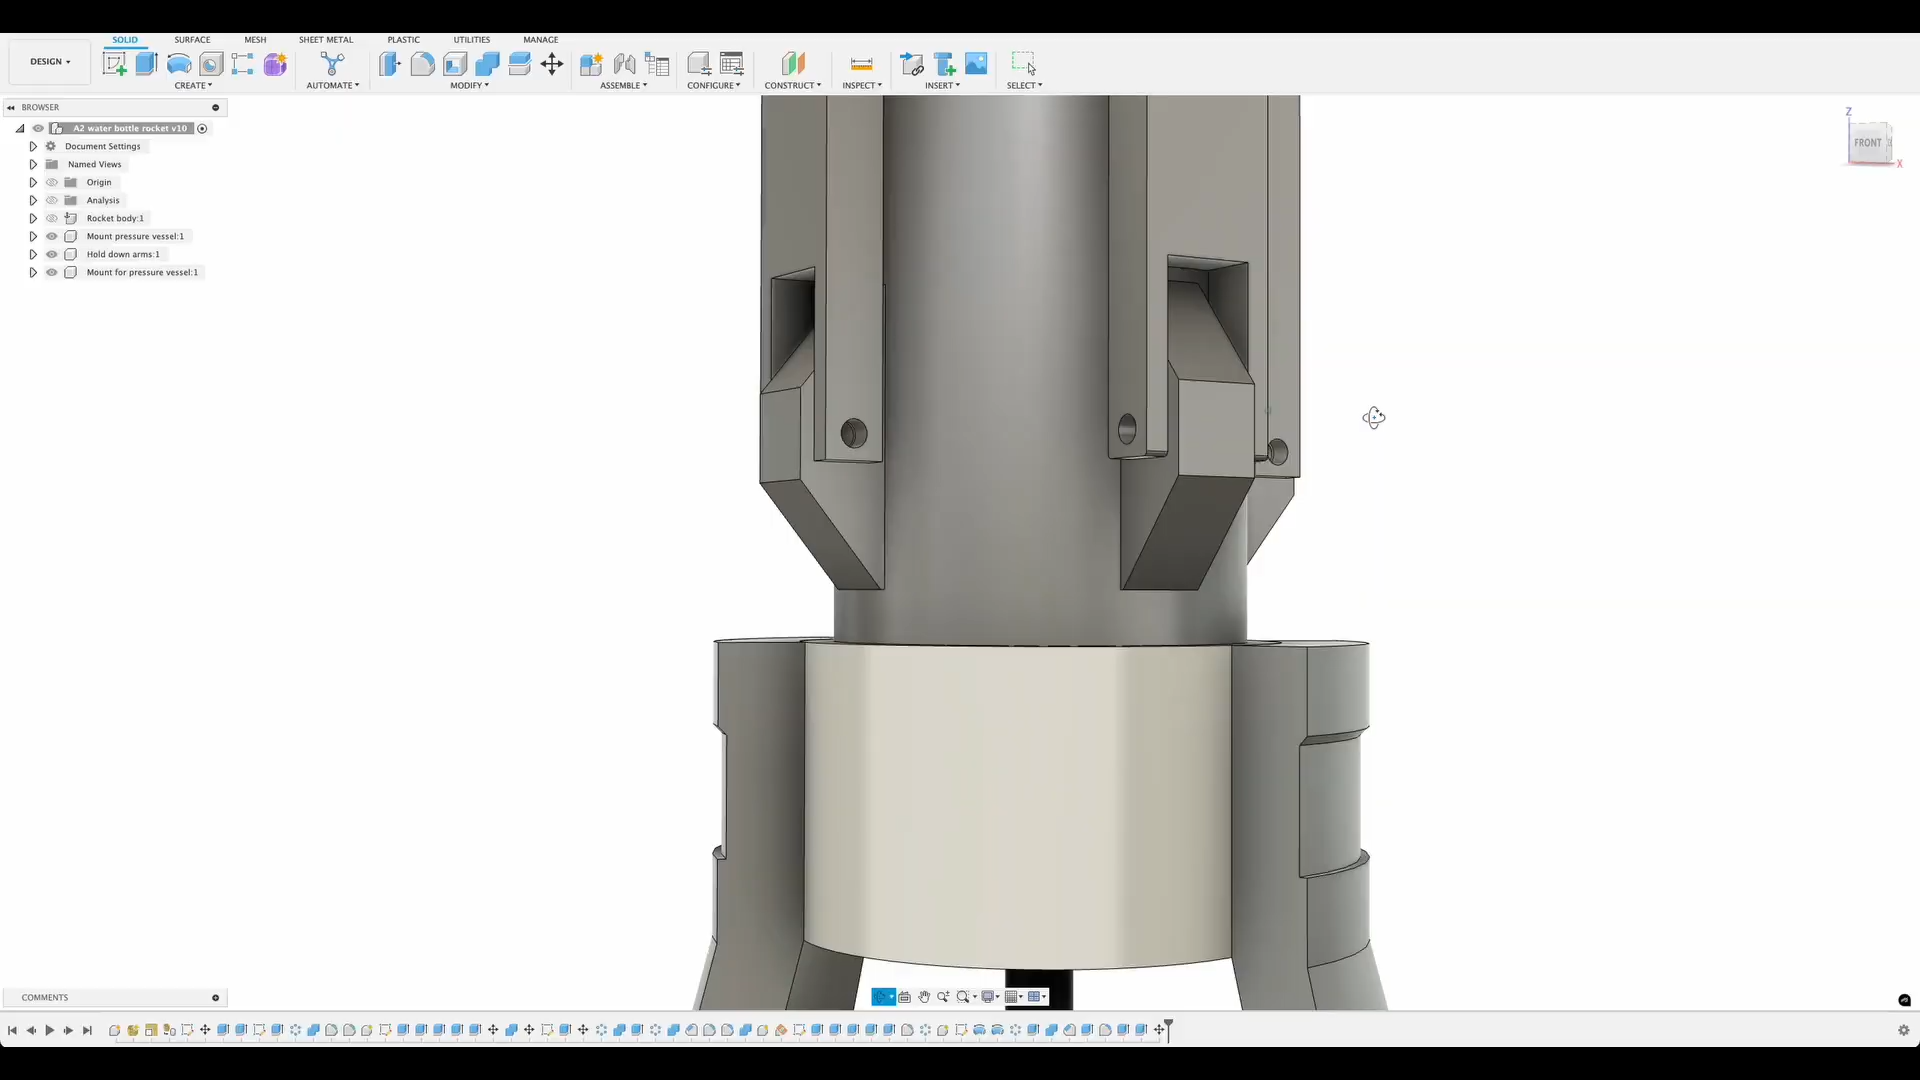 SOLID SURFACE MESH SHEET METAL PLASTIC UTILITIES MANAGE
DESIGN
CREATE AUTOMATE MODIFY ASSEMBLE CONFIGURE CONSTRUCT INSPECT INSERT SELECT
BROWSER
A2 water bottle rocket v10
Document Settings
Named Views
Origin
Analysis
Rocket body:1
Mount pressure vessel:1
Hold down arms:1
Mount for pressure vessel:1
Z
FRONT
X
COMMENTS